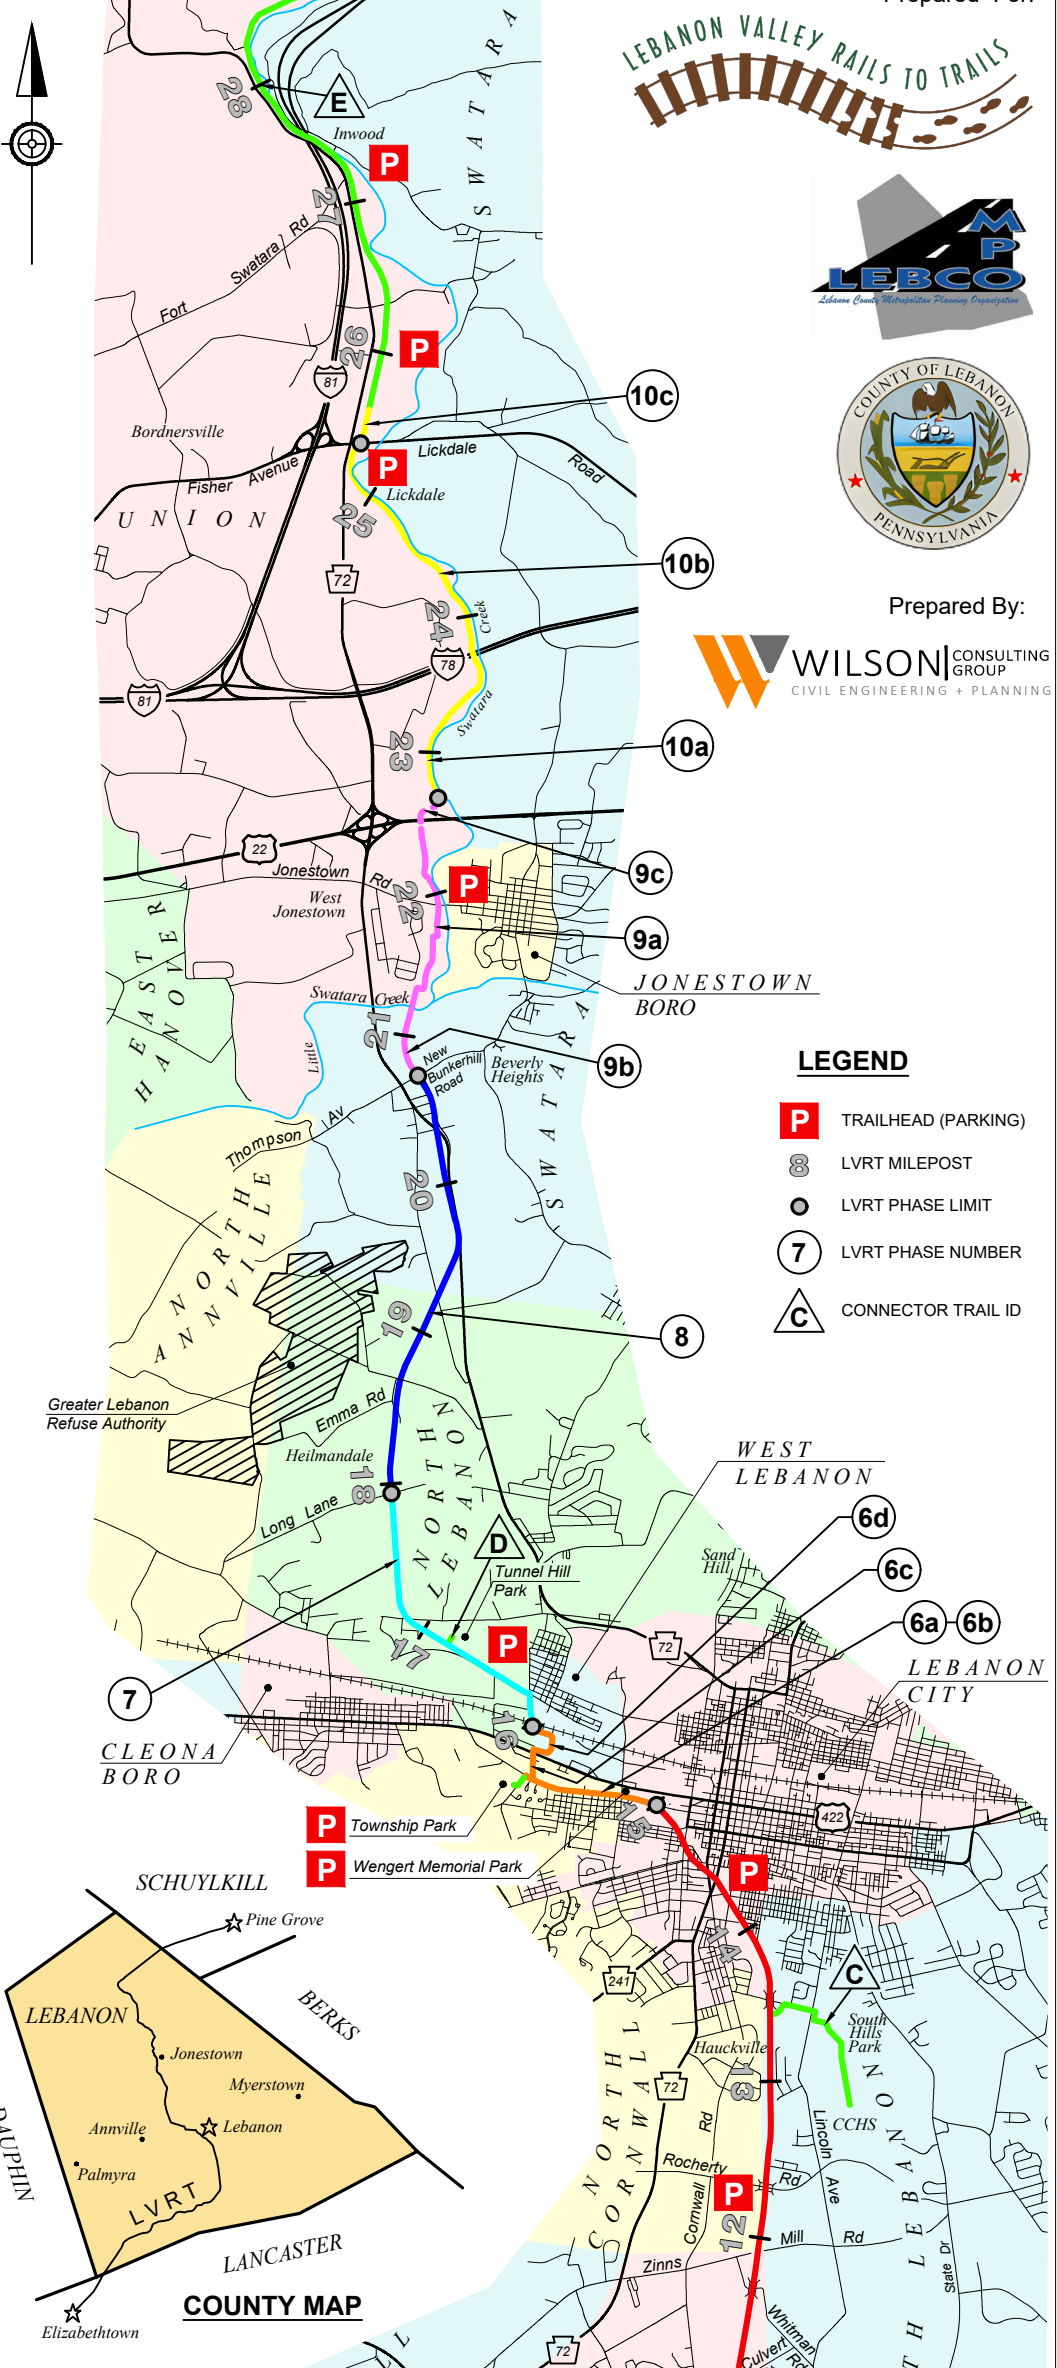 LEBANON VALLEY RAILS TO TRAILS
MPO
LEBCO
Lebanon County Metropolitan Planning Organization
COUNTY OF LEBANON
PENNSYLVANIA
Prepared By:
WILSON
CONSULTING
GROUP
CIVIL ENGINEERING + PLANNING
28
E
Inwood
P
SWATARA
27
Fort Swatara Rd
26
P
81
10c
Bordnersville
Lickdale Road
Fisher Avenue
P
Lickdale
UNION
25
72
10b
24
Creek
78
81
Swatara
23
10a
22
Jonestown Rd
West
Jonestown
22
P
9c
9a
EAST
HANOVER
JONESTOWN
BORO
Swatara Creek
Little
21
New
Bunkerhill
Road
Beverly
Heights
9b
SWATARA
LEGEND
P TRAILHEAD (PARKING)
8 LVRT MILEPOST
LVRT PHASE LIMIT
7 LVRT PHASE NUMBER
C CONNECTOR TRAIL ID
Thompson Av
20
NORTH
ANNVILLE
19
8
Greater Lebanon
Refuse Authority
Emma Rd
Heilmandale
NORTH
LEBANON
18
Long Lane
WEST
LEBANON
D
Tunnel Hill
Park
Sand
Hill
6d
6c
6a
6b
17
P
72
LEBANON
CITY
7
16
CLEONA
BORO
422
15
P Township Park
P Wengert Memorial Park
P
14
241
C
South
Hills
Park
Hauckville
13
72
CCHS
NORTH
CORNWALL
Rocherty Rd
Cornwall Rd
Lincoln Ave
P
12
Mill Rd
Zinns
State Dr
LEBANON
72
Whitman Rd
Culvert
SCHUYLKILL
Pine Grove
LEBANON
BERKS
Jonestown
Myerstown
Annville
Lebanon
Palmyra
DAUPHIN
LVRT
LANCASTER
COUNTY MAP
Elizabethtown